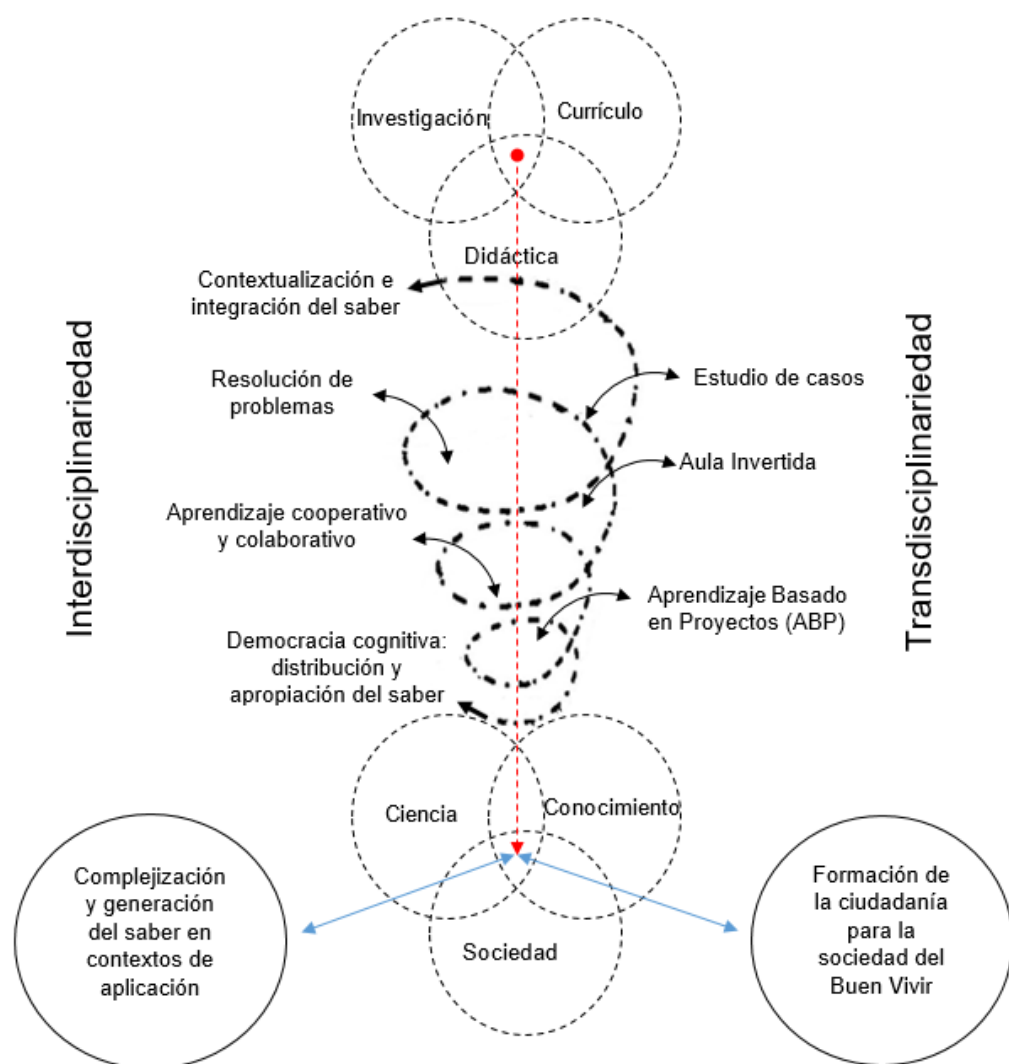 Investigación
Currículo
Didáctica
Contextualización e
integración del saber
Interdisciplinariedad
Transdisciplinariedad
Resolución de
problemas
Estudio de casos
Aula Invertida
Aprendizaje cooperativo
y colaborativo
Aprendizaje Basado
en Proyectos (ABP)
Democracia cognitiva:
distribución y
apropiación del saber
Ciencia
Conocimiento
Sociedad
Complejización
y generación
del saber en
contextos de
aplicación
Formación de
la ciudadanía
para la
sociedad del
Buen Vivir